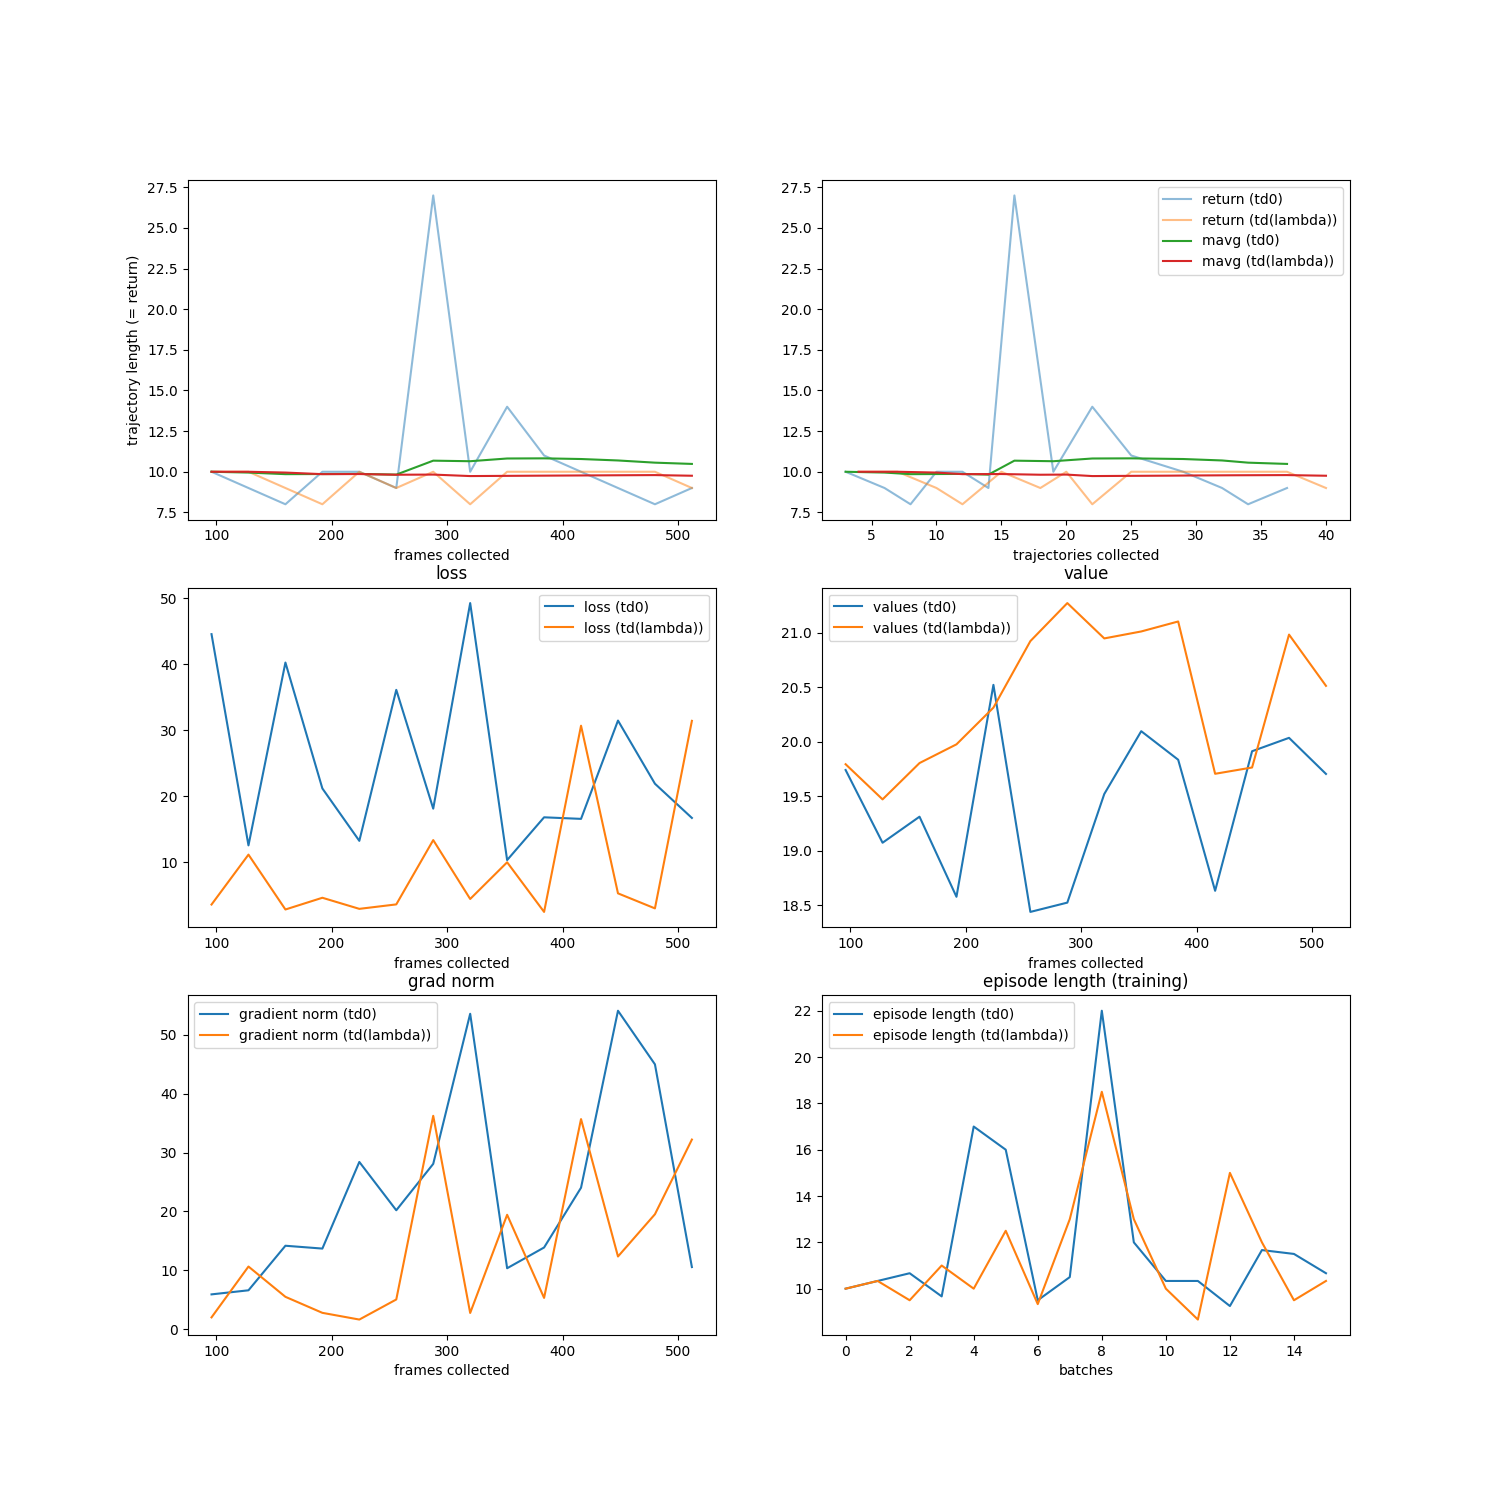 27.5
25.0
22.5
20.0
17.5
15.0
12.5
10.0
7.5
trajectory length (= return)
100 200 300 400 500
frames collected
27.5
25.0
22.5
20.0
17.5
15.0
12.5
10.0
7.5
return (td0)
return (td(lambda))
mavg (td0)
mavg (td(lambda))
5 10 15 20 25 30 35 40
trajectories collected
loss
50
40
30
20
10
loss (td0)
loss (td(lambda))
100 200 300 400 500
frames collected
value
21.0
20.5
20.0
19.5
19.0
18.5
values (td0)
values (td(lambda))
100 200 300 400 500
frames collected
grad norm
50
40
30
20
10
0
gradient norm (td0)
gradient norm (td(lambda))
100 200 300 400 500
frames collected
episode length (training)
22
20
18
16
14
12
10
episode length (td0)
episode length (td(lambda))
0 2 4 6 8 10 12 14
batches